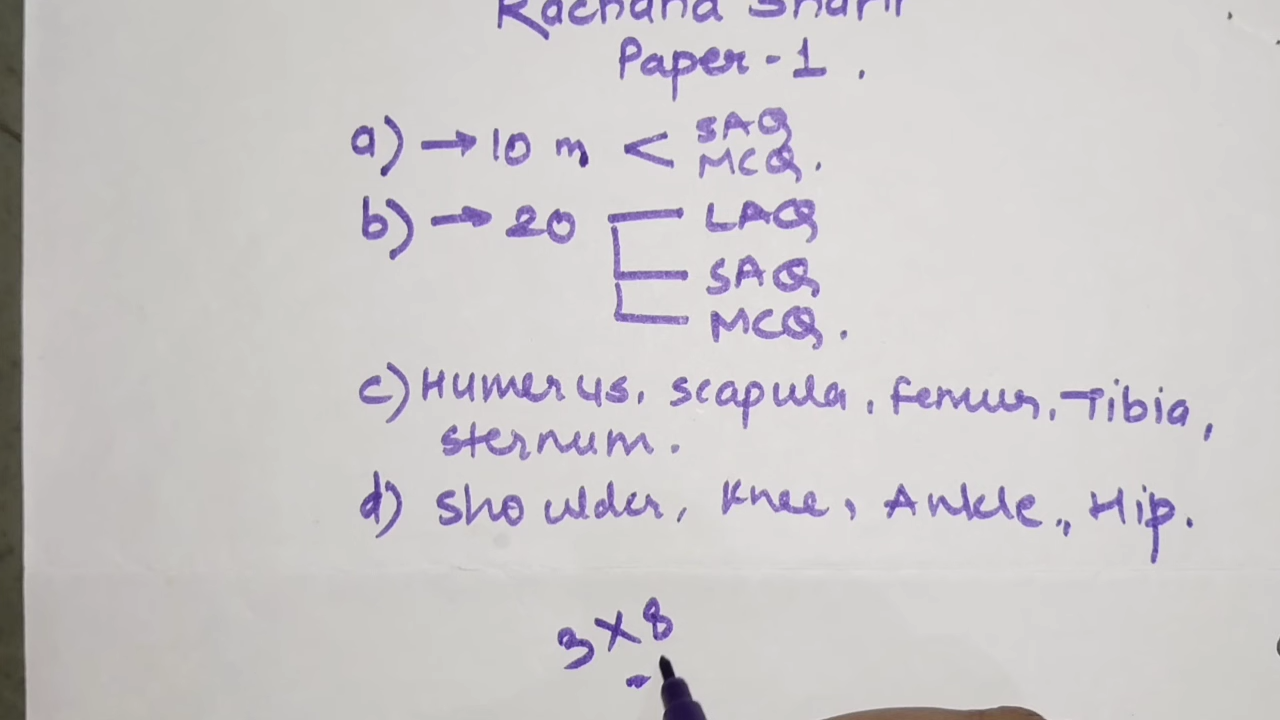 Rachana Sharir
Paper - 1 .
a) → 10 m < SAQ
MCQ.
b) → 20 LAQ
SAQ
MCQ.
c) Humerus, scapula, femur, Tibia,
sternum.
d) shoulder, Knee, Ankle, Hip.
3 x 8